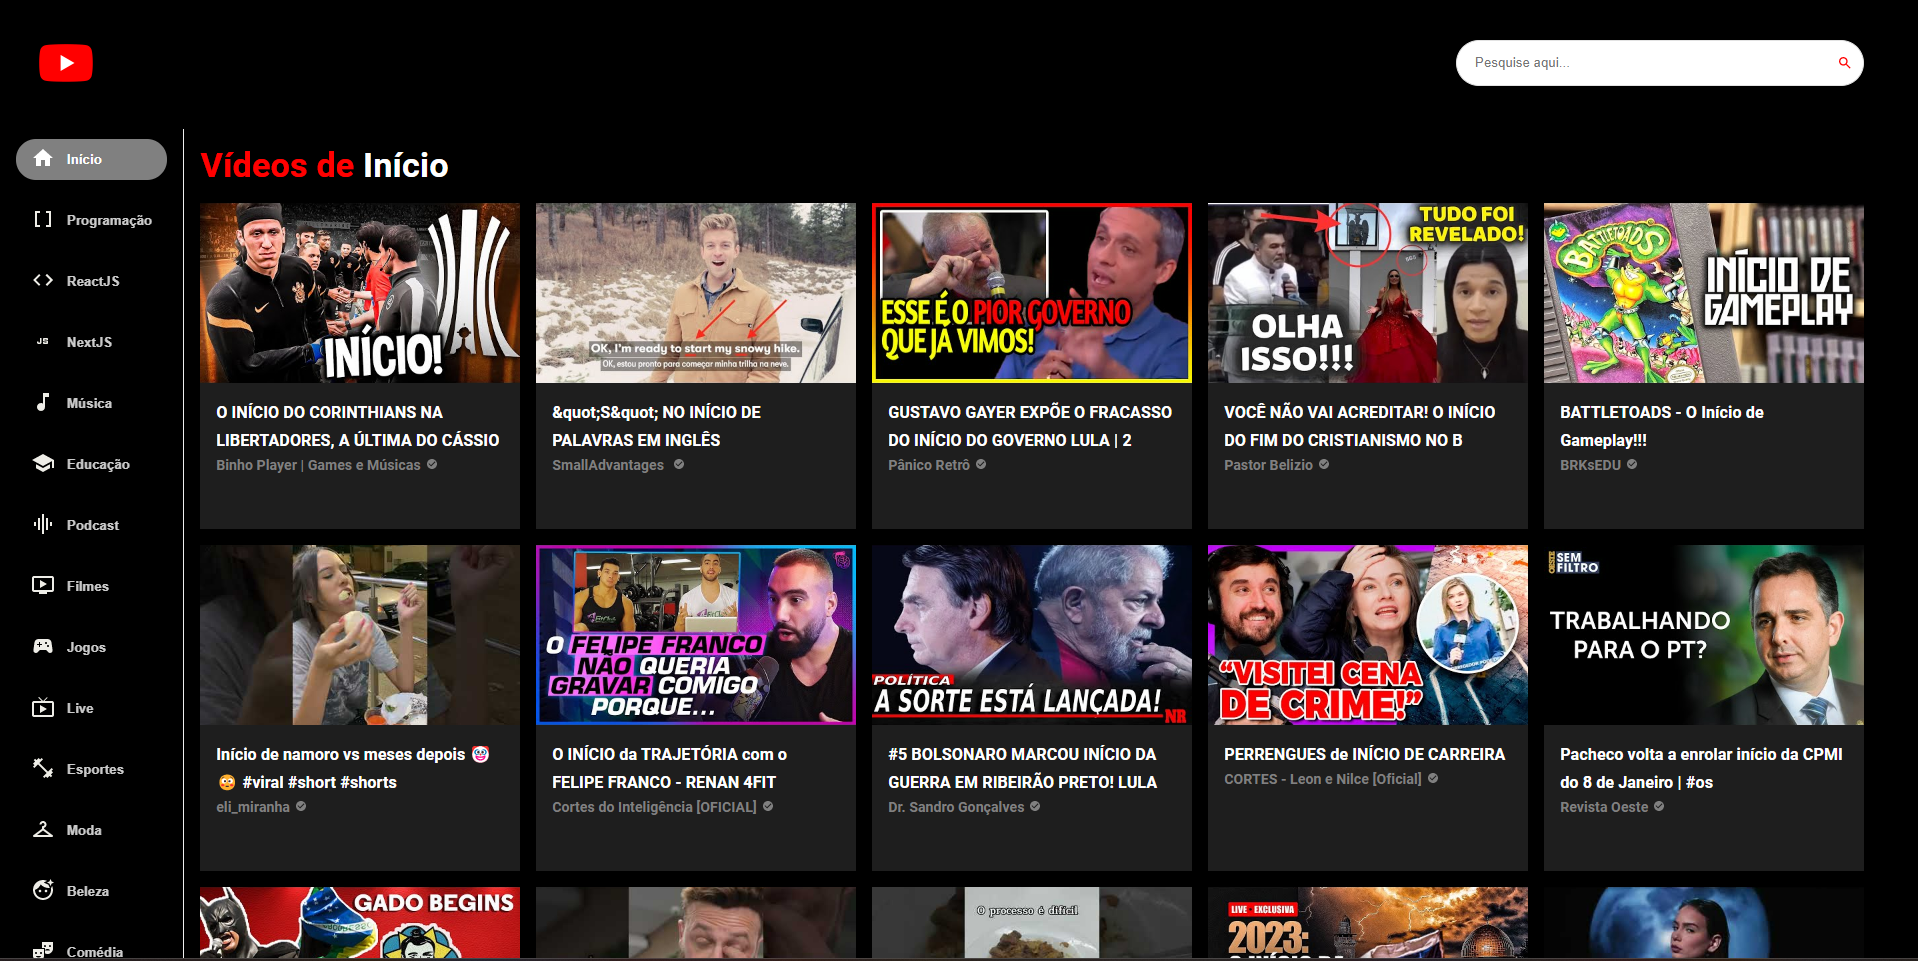 Pesquise aqui...
Início
Programação
ReactJS
NextJS
Música
Educação
Podcast
Filmes
Jogos
Live
Esportes
Moda
Beleza
Comédia
Vídeos de Início
INÍCIO!
O INÍCIO DO CORINTHIANS NA
LIBERTADORES, A ÚLTIMA DO CÁSSIO
Binho Player | Games e Músicas
OK, I'm ready to start my snowy hike.
OK, estou pronto para começar minha trilha na neve.
&quot;S&quot; NO INÍCIO DE
PALAVRAS EM INGLÊS
SmallAdvantages
ESSE É O PIOR GOVERNO
QUE JÁ VIMOS!
GUSTAVO GAYER EXPÕE O FRACASSO
DO INÍCIO DO GOVERNO LULA | 2
Pânico Retrô
TUDO FOI
REVELADO!
OLHA
ISSO!!!
VOCÊ NÃO VAI ACREDITAR! O INÍCIO
DO FIM DO CRISTIANISMO NO B
Pastor Belizio
BATTLETOADS
INÍCIO DE
GAMEPLAY
BATTLETOADS - O Início de
Gameplay!!!
BRKsEDU
Início de namoro vs meses depois 🤡
😳 #viral #short #shorts
eli_miranha
O FELIPE FRANCO
NÃO QUERIA
GRAVAR COMIGO
PORQUE...
O INÍCIO da TRAJETÓRIA com o
FELIPE FRANCO - RENAN 4FIT
Cortes do Inteligência [OFICIAL]
POLÍTICA
A SORTE ESTÁ LANÇADA!
NR
#5 BOLSONARO MARCOU INÍCIO DA
GUERRA EM RIBEIRÃO PRETO! LULA
Dr. Sandro Gonçalves
“VISITEI CENA
DE CRIME!”
PERRENGUES de INÍCIO DE CARREIRA
CORTES - Leon e Nilce [Oficial]
OESTE SEM
FILTRO
TRABALHANDO
PARA O PT?
Pacheco volta a enrolar início da CPMI
do 8 de Janeiro | #os
Revista Oeste
GADO BEGINS
O processo é difícil
LIVE EXCLUSIVA
2023:
O INÍCIO DE